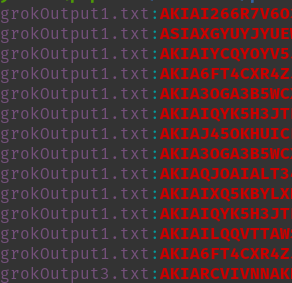 grokOutput1.txt:AKIAI266R7V6O
grokOutput1.txt:ASIAXGYUYJYUE
grokOutput1.txt:AKIAIYCQYOYV5
grokOutput1.txt:AKIA6FT4CXR4Z
grokOutput1.txt:AKIA3OGA3B5WC
grokOutput1.txt:AKIAIQYK5H3JT
grokOutput1.txt:AKIAJ45OKHUIC
grokOutput1.txt:AKIA3OGA3B5WC
grokOutput1.txt:AKIAQJOAIALT3
grokOutput1.txt:AKIAIXQ5KBYLX
grokOutput1.txt:AKIAIQYK5H3JT
grokOutput1.txt:AKIAILQQVTTAW
grokOutput1.txt:AKIA6FT4CXR4Z
grokOutput3.txt:AKIARCVIVNNAK